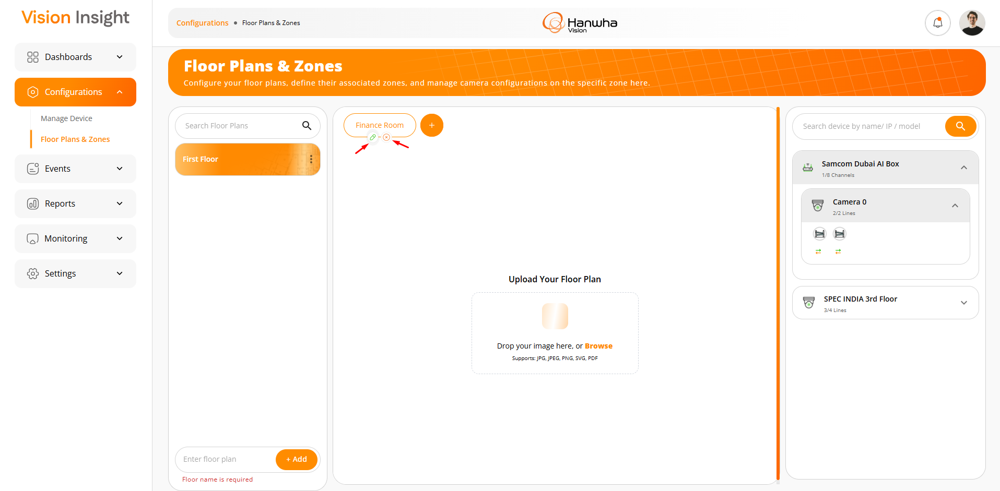 Vision Insight
Dashboards
Configurations
Manage Device
Floor Plans & Zones
Events
Reports
Monitoring
Settings
Configurations • Floor Plans & Zones
Hanwha
Vision
Floor Plans & Zones
Configure your floor plans, define their associated zones, and manage camera configurations on the specific zone here.
Search Floor Plans
First Floor
Enter floor plan
+ Add
Floor name is required
Finance Room
+
Upload Your Floor Plan
Drop your image here, or Browse
Supports: JPG, JPEG, PNG, SVG, PDF
Search device by name/ IP / model
Samcom Dubai AI Box
1/8 Channels
Camera 0
2/2 Lines
SPEC INDIA 3rd Floor
3/4 Lines